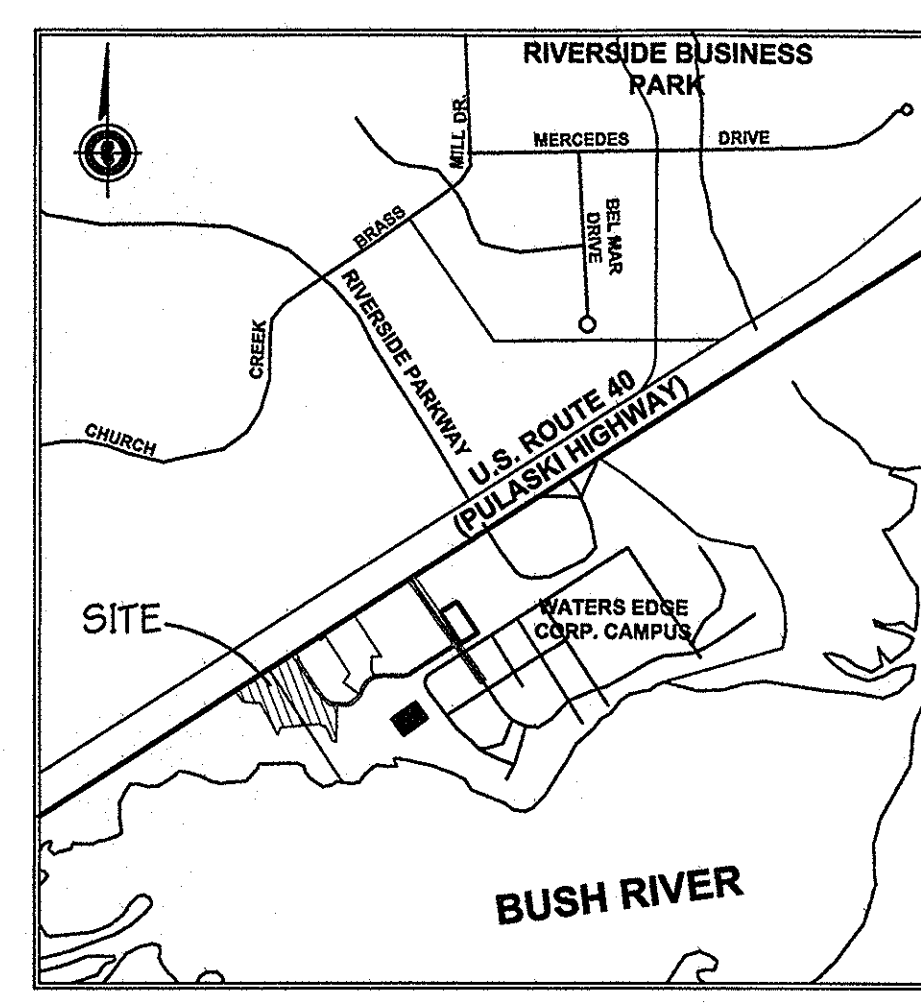 RIVERSIDE BUSINESS
PARK
MILL DR.
MERCEDES DRIVE
BEL MAR
DRIVE
BRASS
RIVERSIDE PARKWAY
CREEK
CHURCH
U.S. ROUTE 40
(PULASKI HIGHWAY)
SITE
WATERS EDGE
CORP. CAMPUS
BUSH RIVER